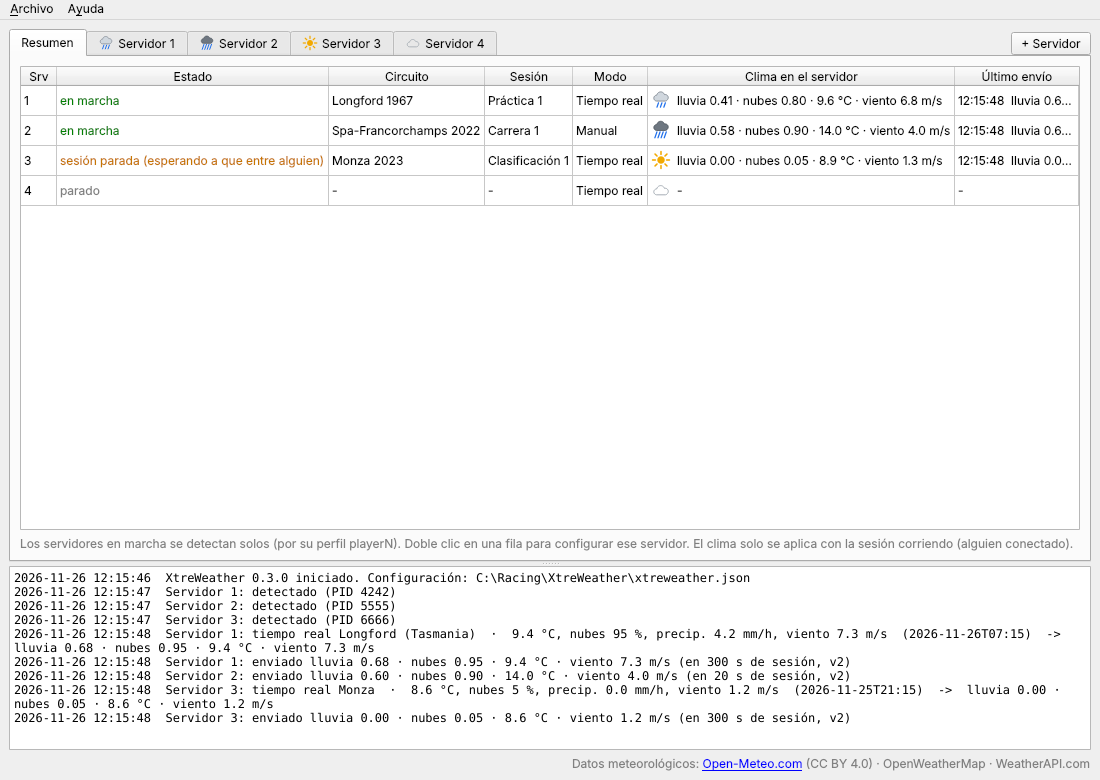 Archivo Ayuda
Resumen Servidor 1 Servidor 2 Servidor 3 Servidor 4 + Servidor
Srv Estado Circuito Sesión Modo Clima en el servidor Último envío
1 en marcha Longford 1967 Práctica 1 Tiempo real lluvia 0.41 · nubes 0.80 · 9.6 °C · viento 6.8 m/s 12:15:48 lluvia 0.6...
2 en marcha Spa-Francorchamps 2022 Carrera 1 Manual lluvia 0.58 · nubes 0.90 · 14.0 °C · viento 4.0 m/s 12:15:48 lluvia 0.6...
3 sesión parada (esperando a que entre alguien) Monza 2023 Clasificación 1 Tiempo real lluvia 0.00 · nubes 0.05 · 8.9 °C · viento 1.3 m/s 12:15:48 lluvia 0.0...
4 parado - - Tiempo real - -
Los servidores en marcha se detectan solos (por su perfil playerN). Doble clic en una fila para configurar ese servidor. El clima solo se aplica con la sesión corriendo (alguien conectado).
2026-11-26 12:15:46 XtreWeather 0.3.0 iniciado. Configuración: C:\Racing\XtreWeather\xtreweather.json
2026-11-26 12:15:47 Servidor 1: detectado (PID 4242)
2026-11-26 12:15:47 Servidor 2: detectado (PID 5555)
2026-11-26 12:15:47 Servidor 3: detectado (PID 6666)
2026-11-26 12:15:48 Servidor 1: tiempo real Longford (Tasmania) · 9.4 °C, nubes 95 %, precip. 4.2 mm/h, viento 7.3 m/s (2026-11-26T07:15) ->
lluvia 0.68 · nubes 0.95 · 9.4 °C · viento 7.3 m/s
2026-11-26 12:15:48 Servidor 1: enviado lluvia 0.68 · nubes 0.95 · 9.4 °C · viento 7.3 m/s (en 300 s de sesión, v2)
2026-11-26 12:15:48 Servidor 2: enviado lluvia 0.60 · nubes 0.90 · 14.0 °C · viento 4.0 m/s (en 20 s de sesión, v2)
2026-11-26 12:15:48 Servidor 3: tiempo real Monza · 8.6 °C, nubes 5 %, precip. 0.0 mm/h, viento 1.2 m/s (2026-11-25T21:15) -> lluvia 0.00 ·
nubes 0.05 · 8.6 °C · viento 1.2 m/s
2026-11-26 12:15:48 Servidor 3: enviado lluvia 0.00 · nubes 0.05 · 8.6 °C · viento 1.2 m/s (en 300 s de sesión, v2)
Datos meteorológicos: Open-Meteo.com (CC BY 4.0) · OpenWeatherMap · WeatherAPI.com